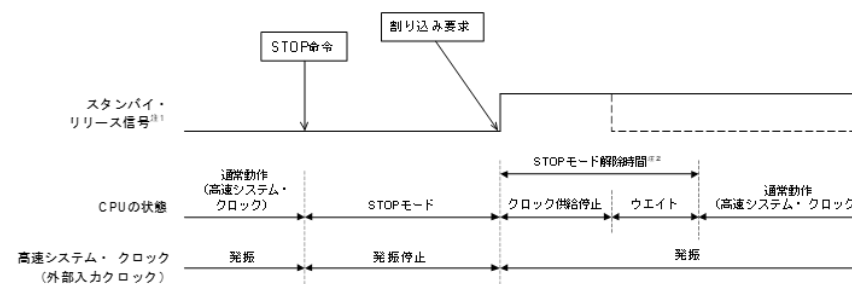 割り込み要求
STOP命令
スタンバイ・
リリース信号注1
STOPモード解除時間注2
通常動作
(高速システム・
クロック)
CPUの状態
STOPモード
クロック供給停止
ウエイト
通常動作
(高速システム・ クロック
高速システム・ クロック
(外部入力クロック)
発振
発振停止
発振